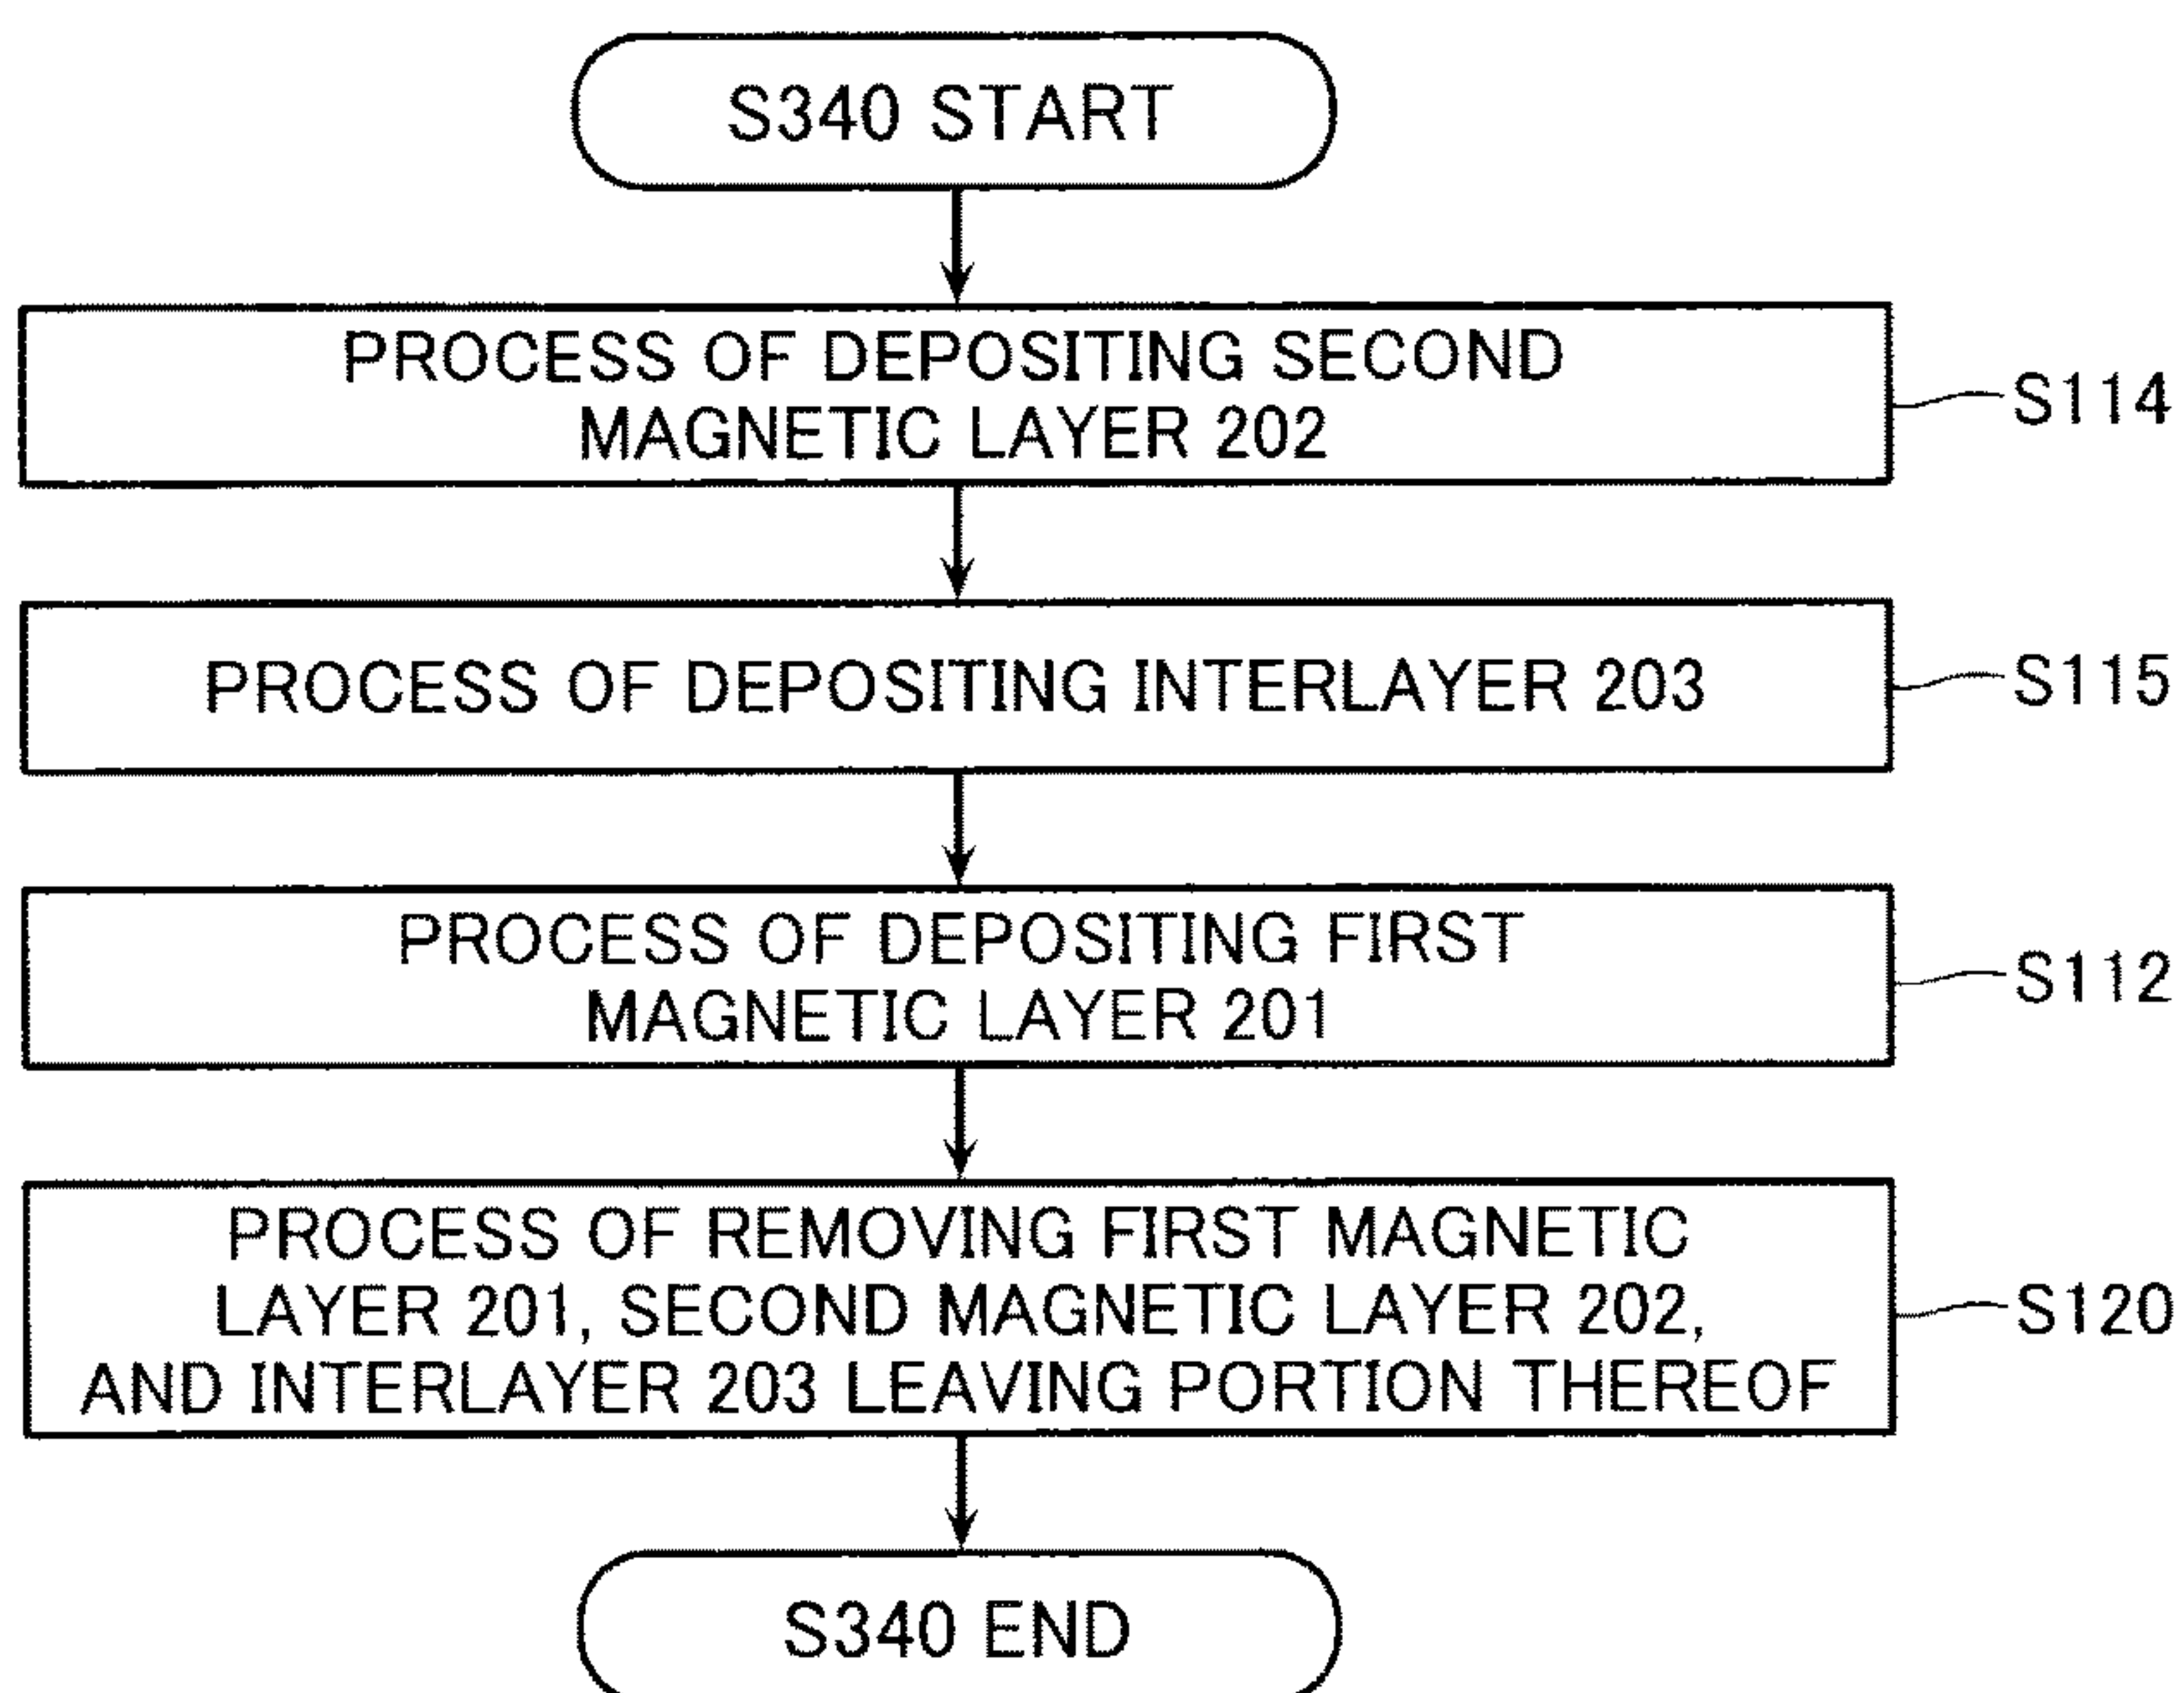 S340 START
PROCESS OF DEPOSITING SECOND
MAGNETIC LAYER 202
S114
PROCESS OF DEPOSITING INTERLAYER 203
S115
PROCESS OF DEPOSITING FIRST
MAGNETIC LAYER 201
S112
PROCESS OF REMOVING FIRST MAGNETIC
LAYER 201, SECOND MAGNETIC LAYER 202,
AND INTERLAYER 203 LEAVING PORTION THEREOF
S120
S340 END